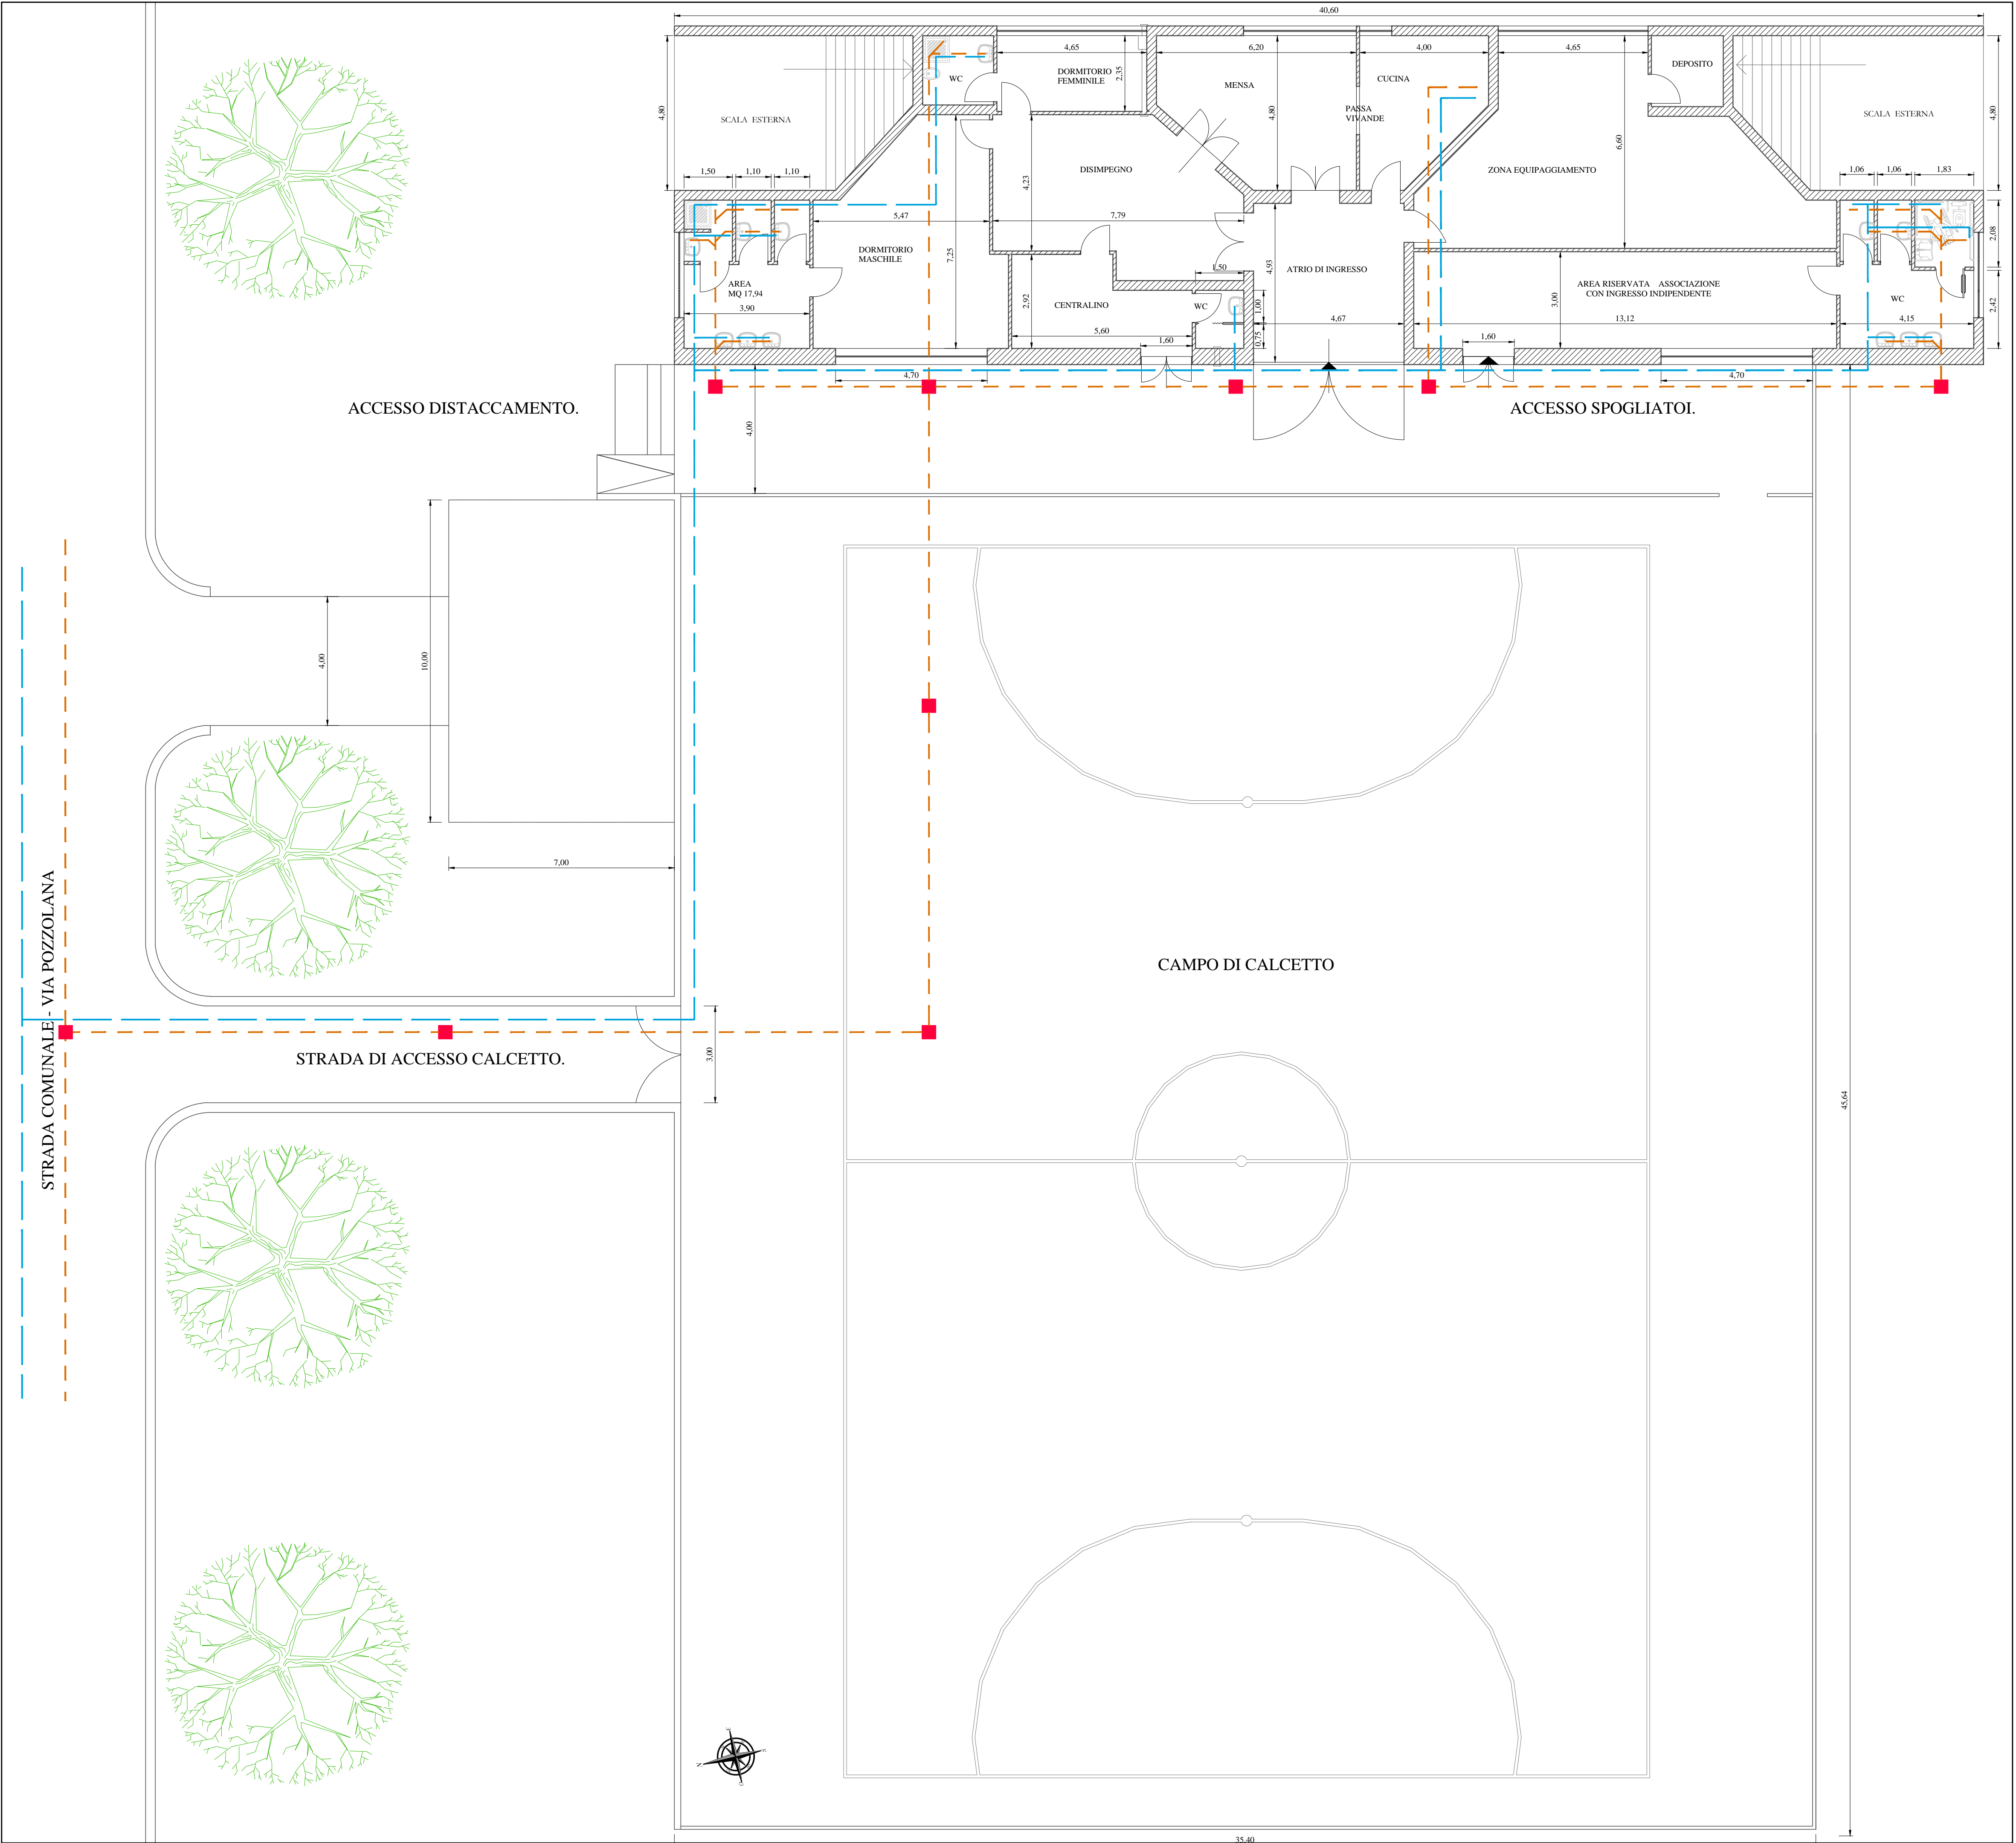 40,60
4,65
6,20
4,00
4,65
DEPOSITO
WC
DORMITORIO
FEMMINILE
2,35
MENSA
CUCINA
4,80
SCALA ESTERNA
4,80
PASSA
VIVANDE
6,60
SCALA ESTERNA
4,80
1,50
1,10
1,10
DISIMPEGNO
4,23
ZONA EQUIPAGGIAMENTO
1,06
1,06
1,83
5,47
7,79
2,08
DORMITORIO
MASCHILE
7,25
4,93
ATRIO DI INGRESSO
1,50
AREA
MQ 17,94
3,90
2,92
CENTRALINO
WC
1,00
0,75
3,00
AREA RISERVATA ASSOCIAZIONE
CON INGRESSO INDIPENDENTE
WC
2,42
5,60
4,67
13,12
4,15
1,60
1,60
4,70
4,70
ACCESSO DISTACCAMENTO.
ACCESSO SPOGLIATOI.
4,00
4,00
10,00
7,00
STRADA COMUNALE - VIA POZZOLANA
CAMPO DI CALCETTO
STRADA DI ACCESSO CALCETTO.
3,00
45,64
N
35,40